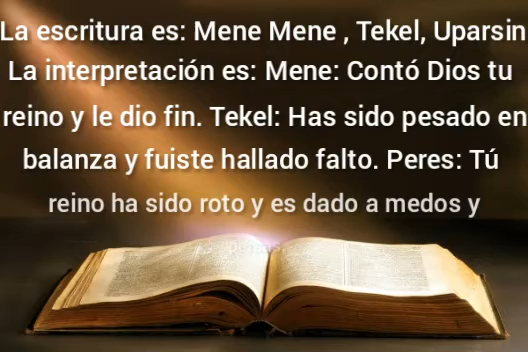 La escritura es: Mene Mene , Tekel, Uparsin
La interpretación es: Mene: Contó Dios tu
reino y le dio fin. Tekel: Has sido pesado en
balanza y fuiste hallado falto. Peres: Tú
reino ha sido roto y es dado a medos y
persas